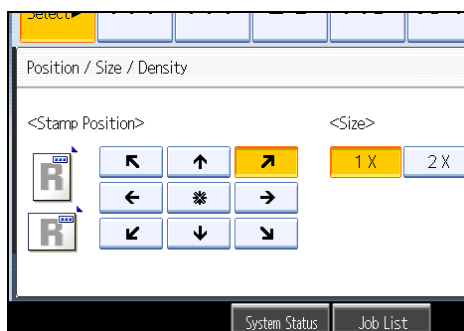 Select►
Position / Size / Density
<Stamp Position>
<Size>
R
↖ ↑ ↗
1 X
2 X
← ※ →
R
↙ ↓ ↘
System Status
Job List